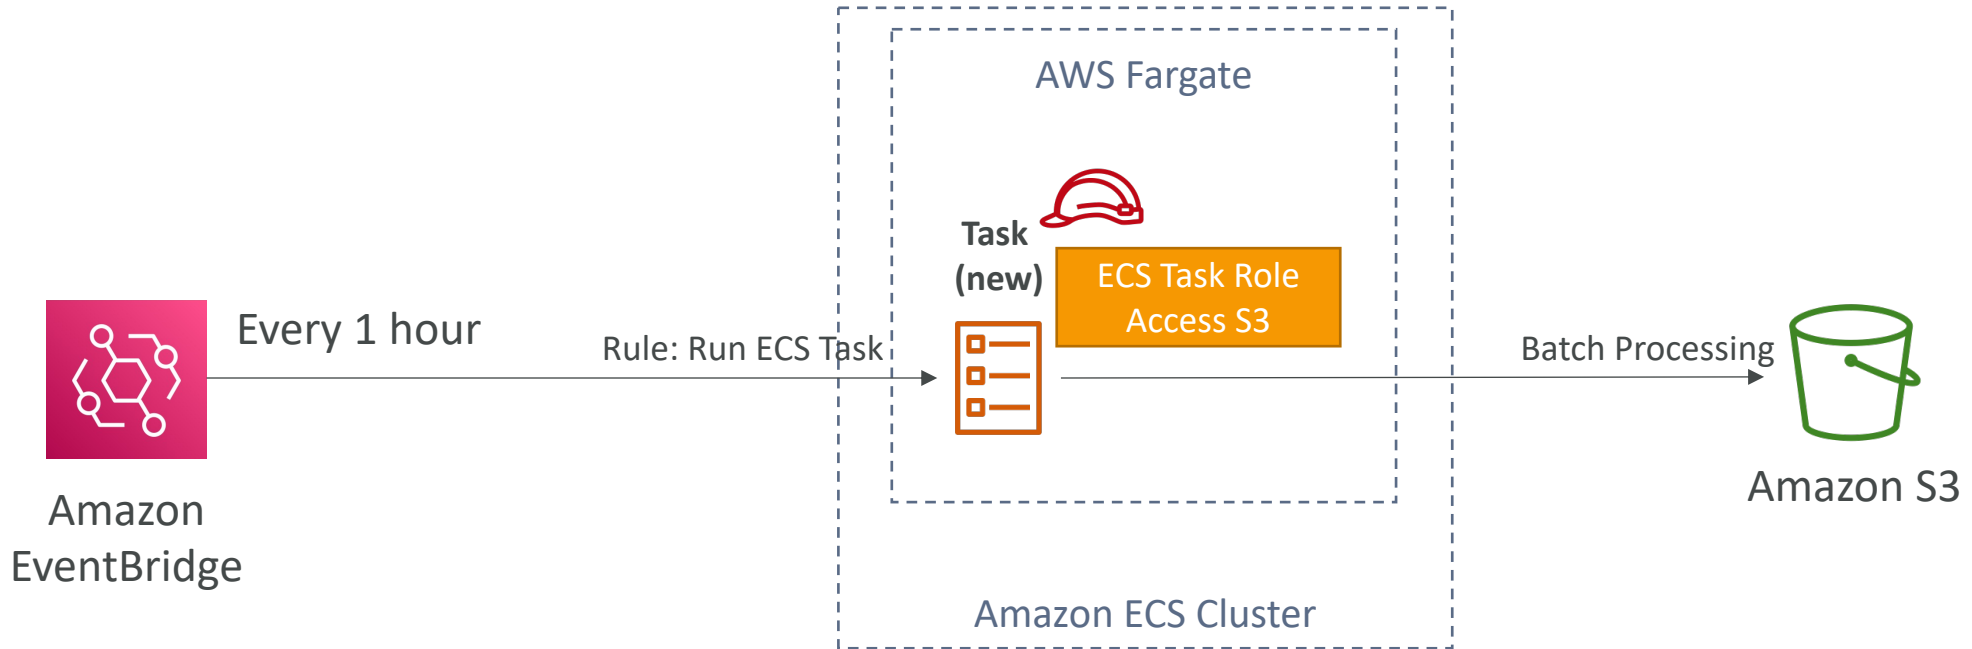 AWS Fargate
Task
(new)
ECS Task Role
Access S3
Every 1 hour
Rule: Run ECS Task
Batch Processing
Amazon
EventBridge
Amazon S3
Amazon ECS Cluster